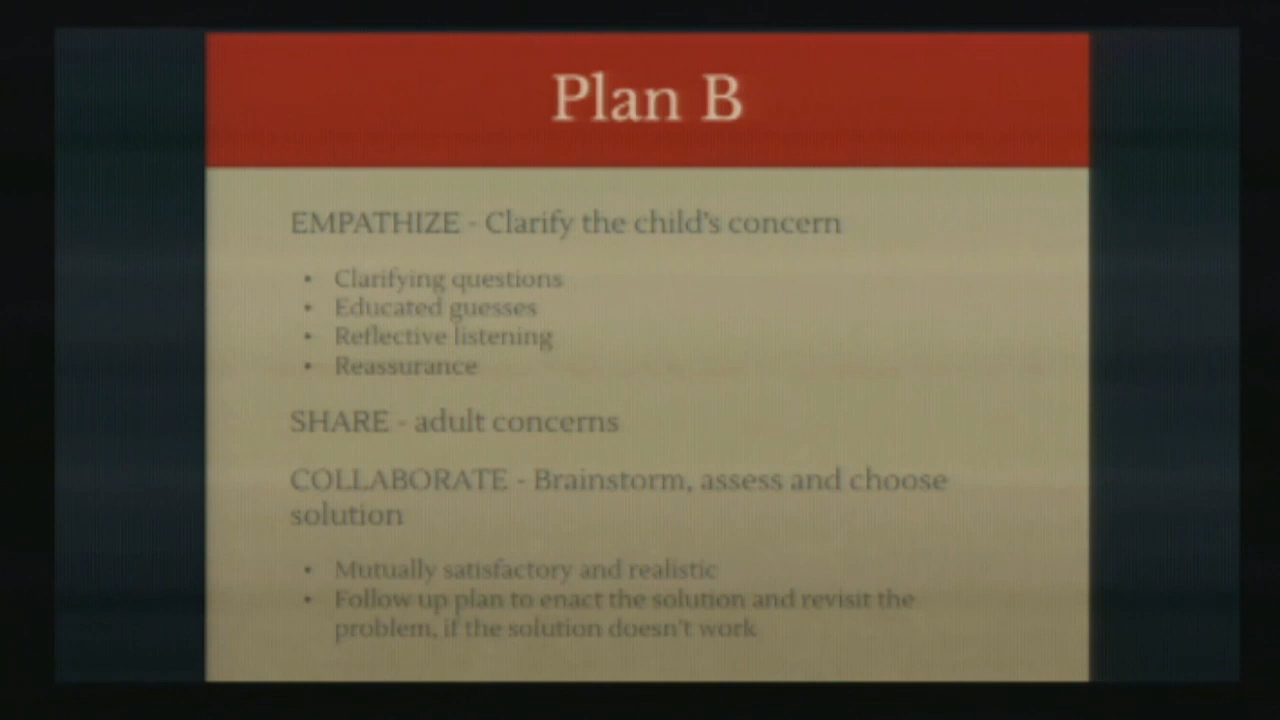 Plan B
EMPATHIZE - Clarify the child's concern
• Clarifying questions
• Educated guesses
• Reflective listening
• Reassurance
SHARE - adult concerns
COLLABORATE - Brainstorm, assess and choose
solution
• Mutually satisfactory and realistic
• Follow up plan to enact the solution and revisit the
problem, if the solution doesn't work